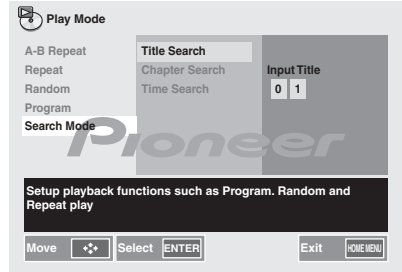 Play Mode
A-B Repeat
Repeat
Random
Program
Search Mode
Title Search
Chapter Search
Time Search
Input Title
0 1
Pioneer
Setup playback functions such as Program. Random and
Repeat play
Move Select ENTER Exit HOME MENU